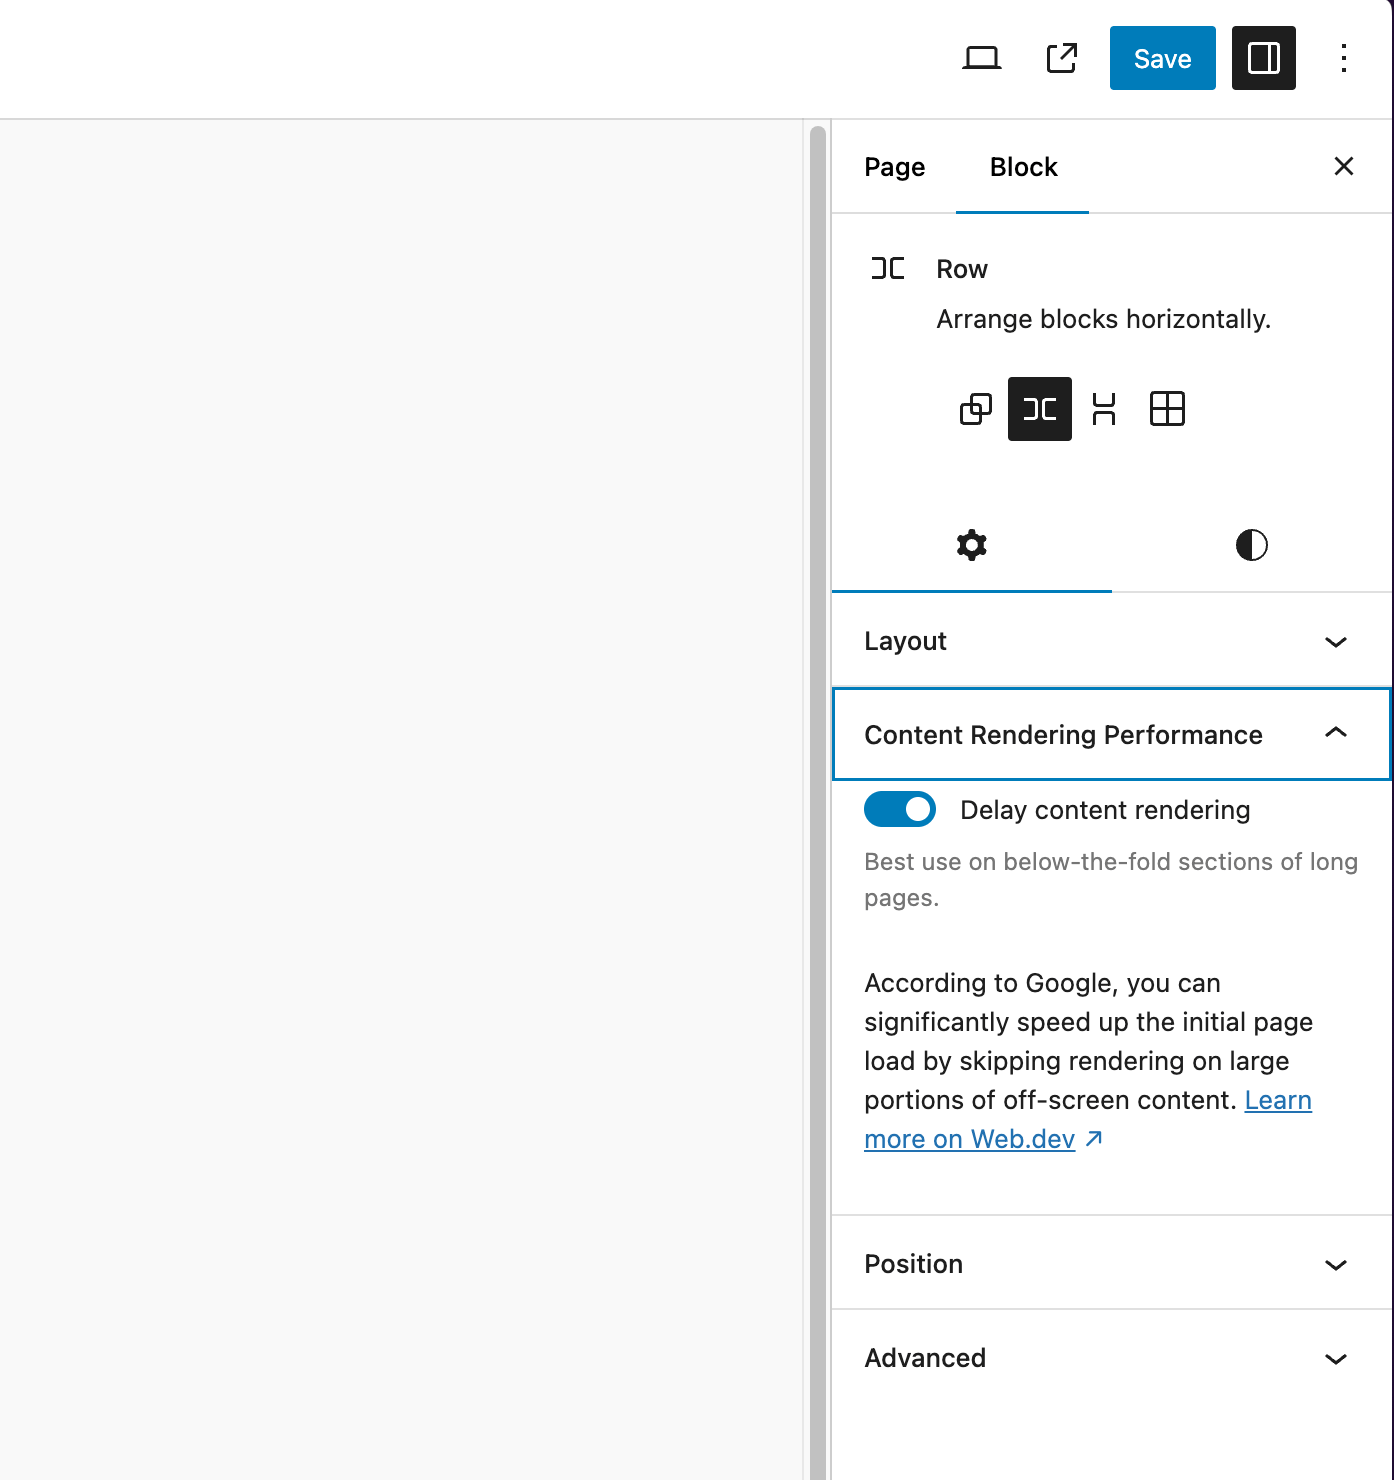 Save
Page Block
Row
Arrange blocks horizontally.
Layout
Content Rendering Performance
Delay content rendering
Best use on below-the-fold sections of long
pages.
According to Google, you can
significantly speed up the initial page
load by skipping rendering on large
portions of off-screen content. Learn
more on Web.dev ↗
Position
Advanced